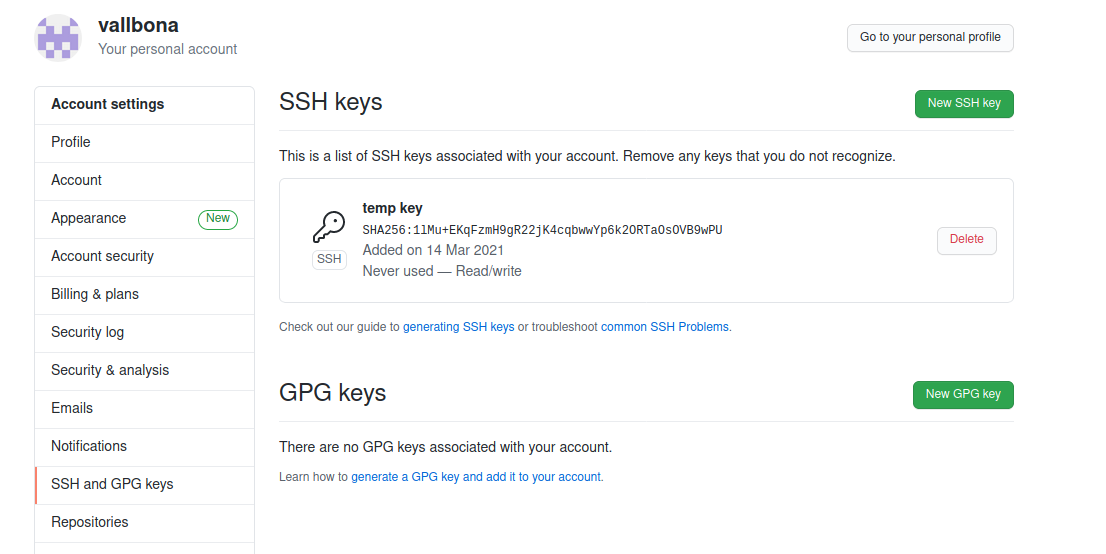 vallbona
Your personal account
Go to your personal profile
Account settings
Profile
Account
Appearance New
Account security
Billing & plans
Security log
Security & analysis
Emails
Notifications
SSH and GPG keys
Repositories
SSH keys
New SSH key
This is a list of SSH keys associated with your account. Remove any keys that you do not recognize.
temp key
SHA256:1lMu+EKqFzmH9gR22jK4cqbwwYp6k2ORTaOsOVB9wPU
SSH
Added on 14 Mar 2021
Never used — Read/write
Delete
Check out our guide to generating SSH keys or troubleshoot common SSH Problems.
GPG keys
New GPG key
There are no GPG keys associated with your account.
Learn how to generate a GPG key and add it to your account.